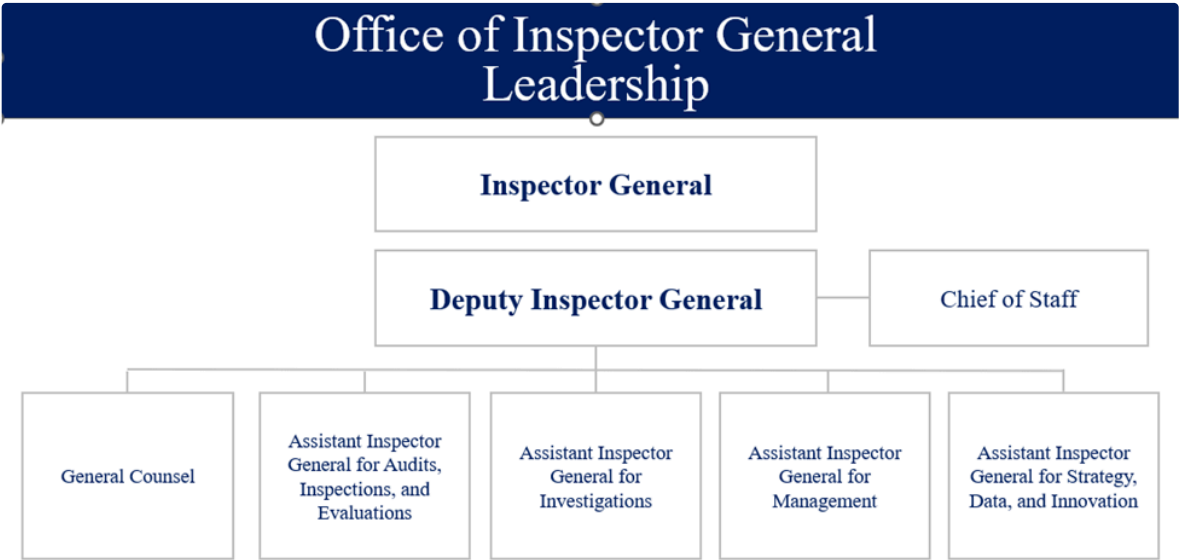 Office of Inspector General
Leadership
Inspector General
Deputy Inspector General
Chief of Staff
General Counsel
Assistant Inspector
General for Audits,
Inspections, and
Evaluations
Assistant Inspector
General for
Investigations
Assistant Inspector
General for
Management
Assistant Inspector
General for Strategy,
Data, and Innovation